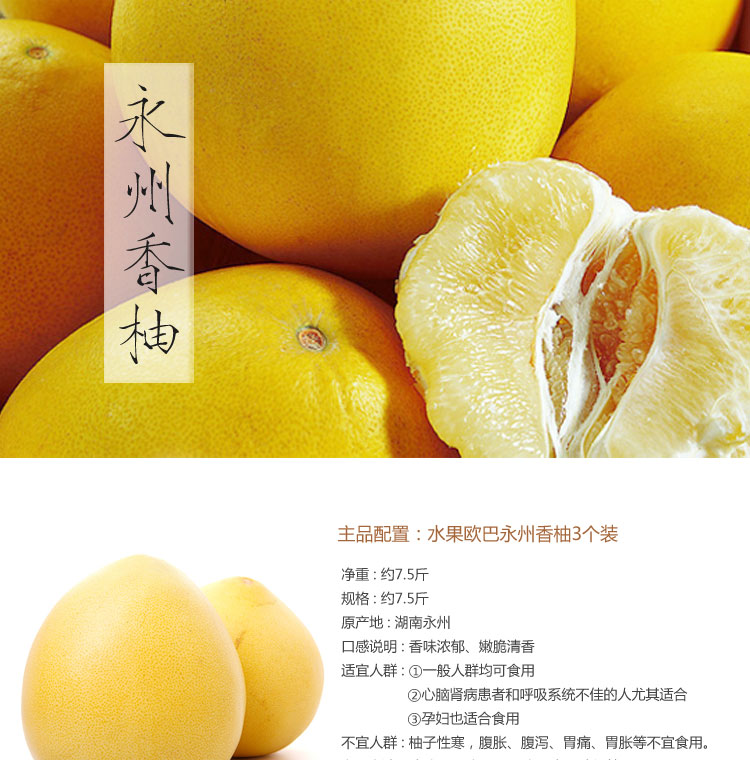 永州香柚
主品配置：水果欧巴永州香柚3个装
净重：约7.5斤
规格：约7.5斤
原产地：湖南永州
口感说明：香味浓郁、嫩脆清香
适宜人群：①一般人群均可食用
②心脑肾病患者和呼吸系统不佳的人尤其适合
③孕妇也适合食用
不宜人群：柚子性寒，腹胀、腹泻、胃痛、胃胀等不宜食用。